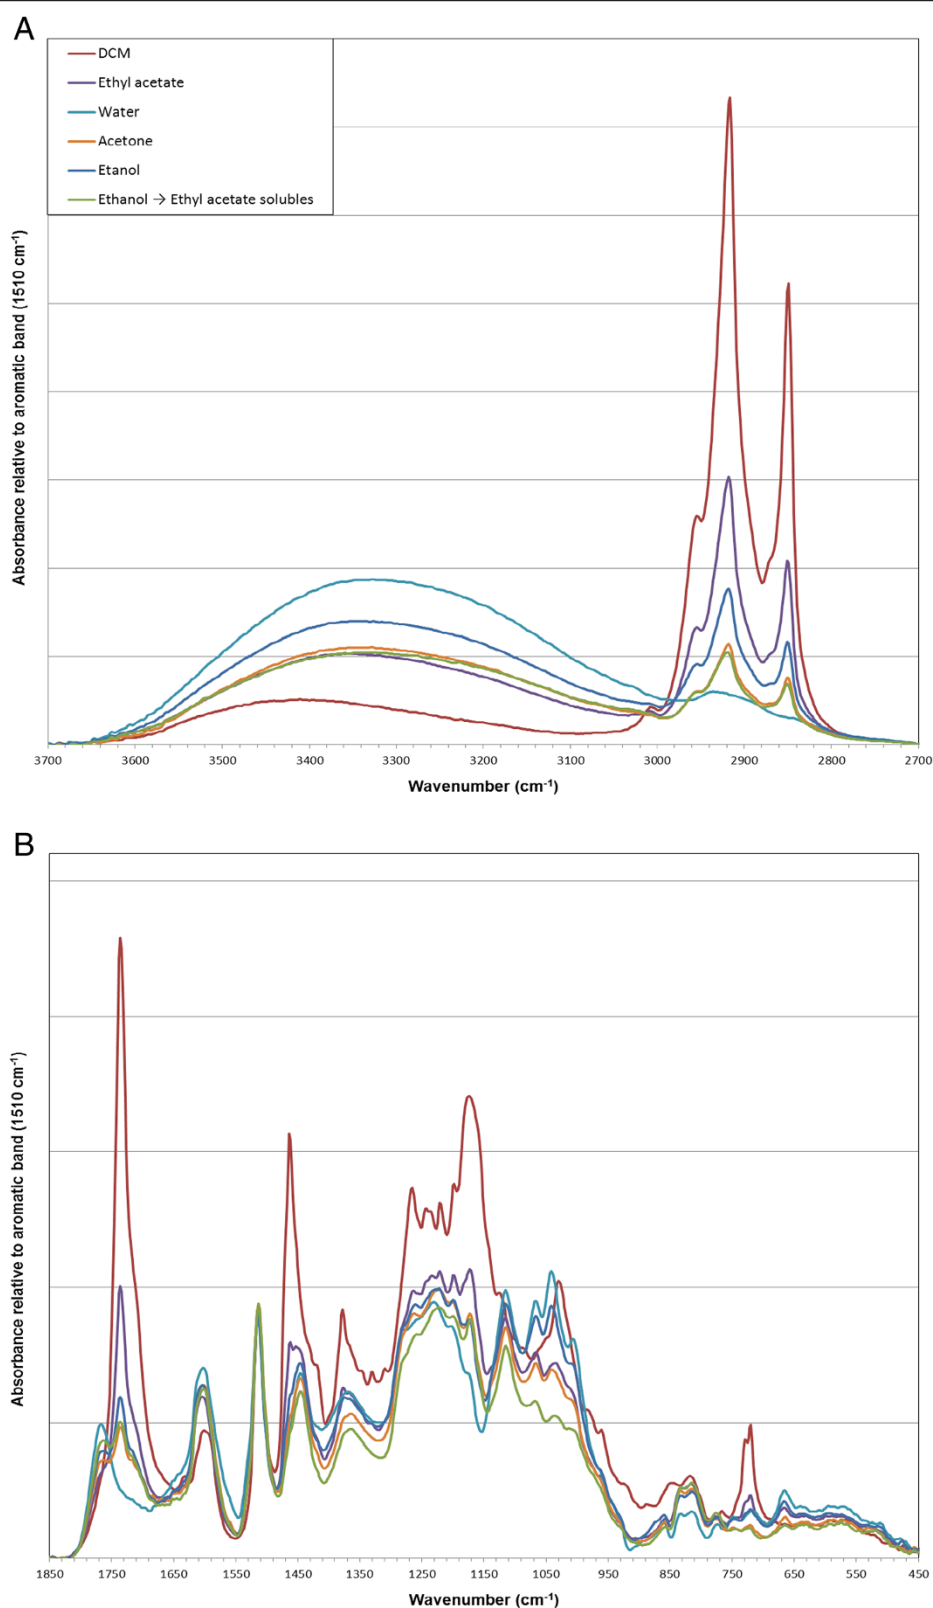 A
DCM
Ethyl acetate
Water
Acetone
Etanol
Ethanol → Ethyl acetate solubles
Absorbance relative to aromatic band (1510 cm⁻¹)
3700 3600 3500 3400 3300 3200 3100 3000 2900 2800 2700
Wavenumber (cm⁻¹)
B
Absorbance relative to aromatic band (1510 cm⁻¹)
1850 1750 1650 1550 1450 1350 1250 1150 1050 950 850 750 650 550 450
Wavenumber (cm⁻¹)